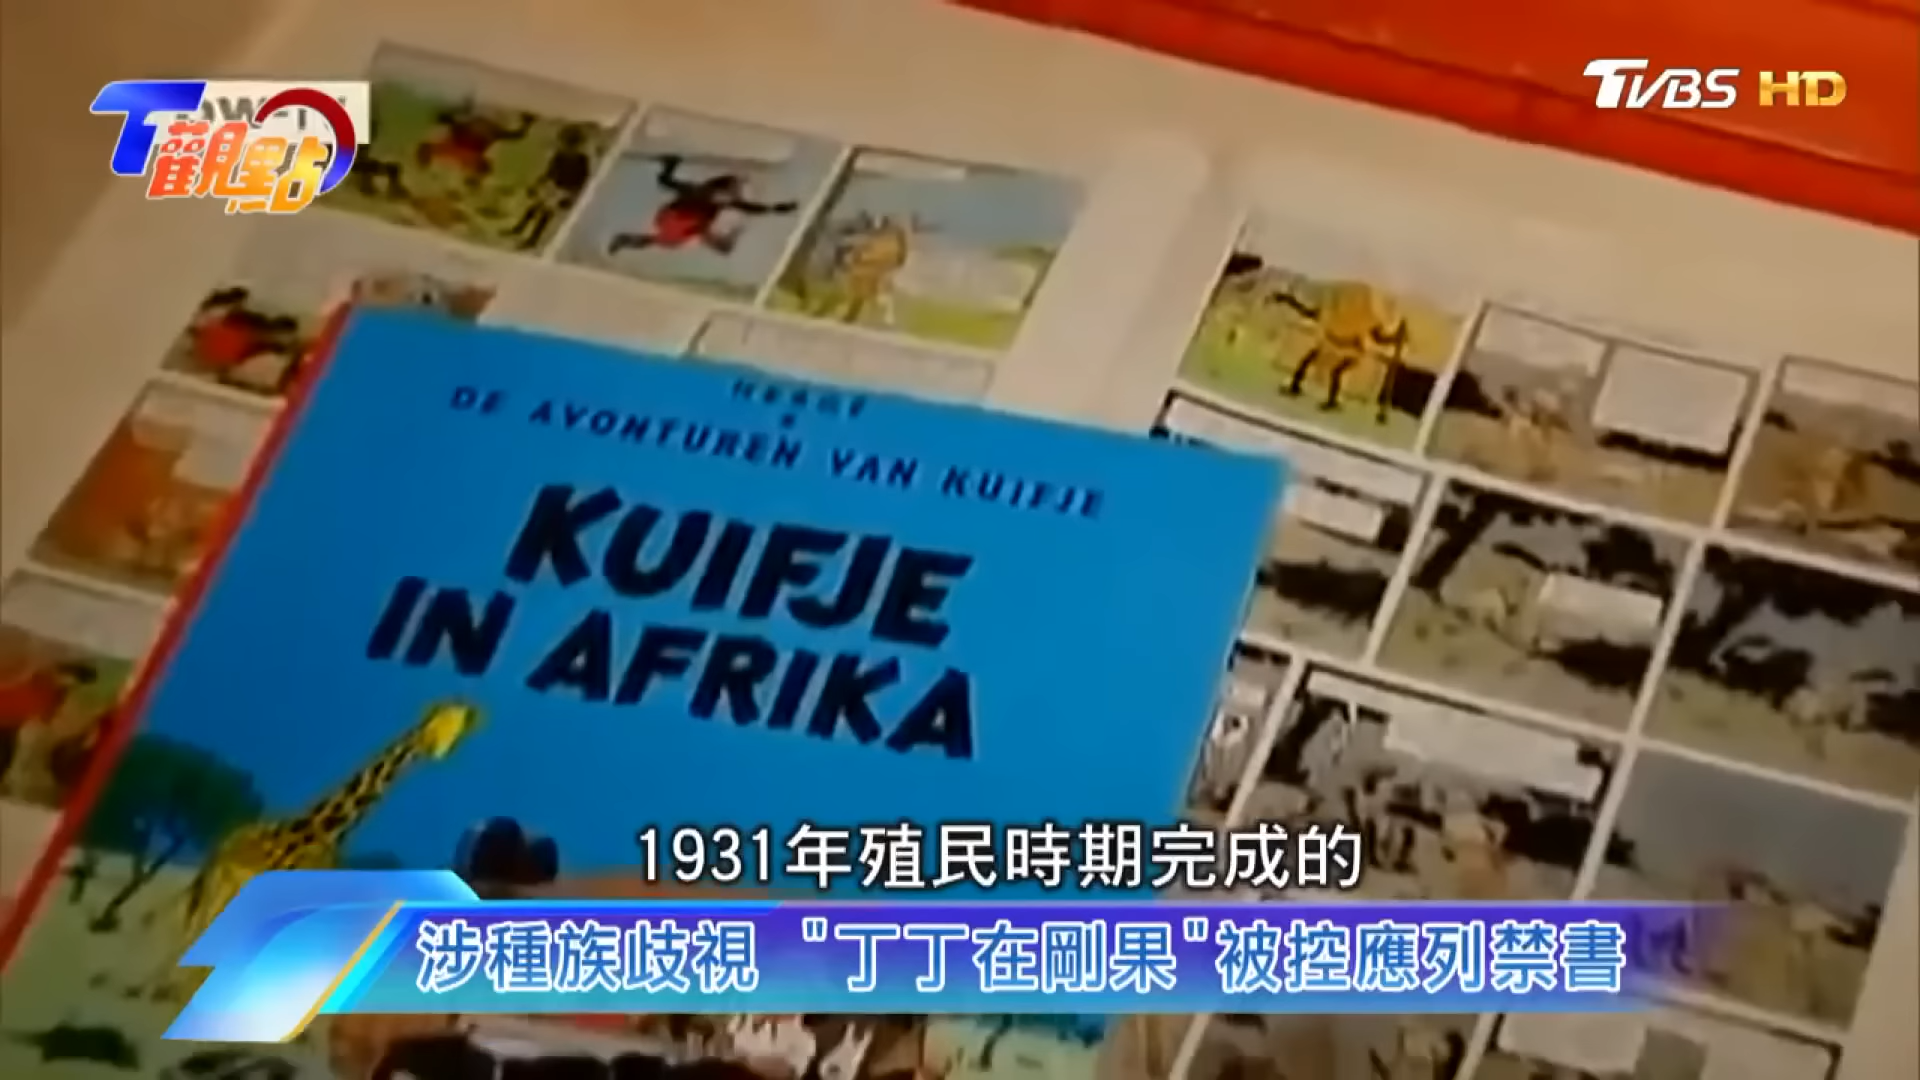 TVBS HD
T觀點
HERGÉ
DE AVONTUREN VAN KUIFJE
KUIFJE
IN AFRIKA
1931年殖民時期完成的
涉種族歧視 "丁丁在剛果"被控應列禁書